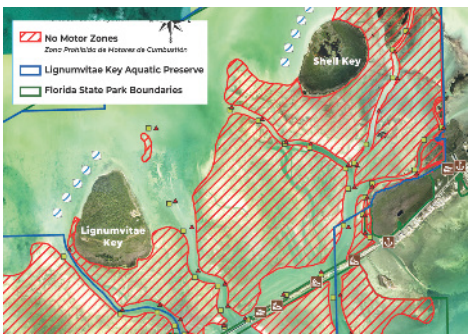 No Motor Zones
Zona Prohibida de Motores de Cumbustión
Lignumvitae Key Aquatic Preserve
Florida State Park Boundaries
Shell Key
Lignumvitae
Key